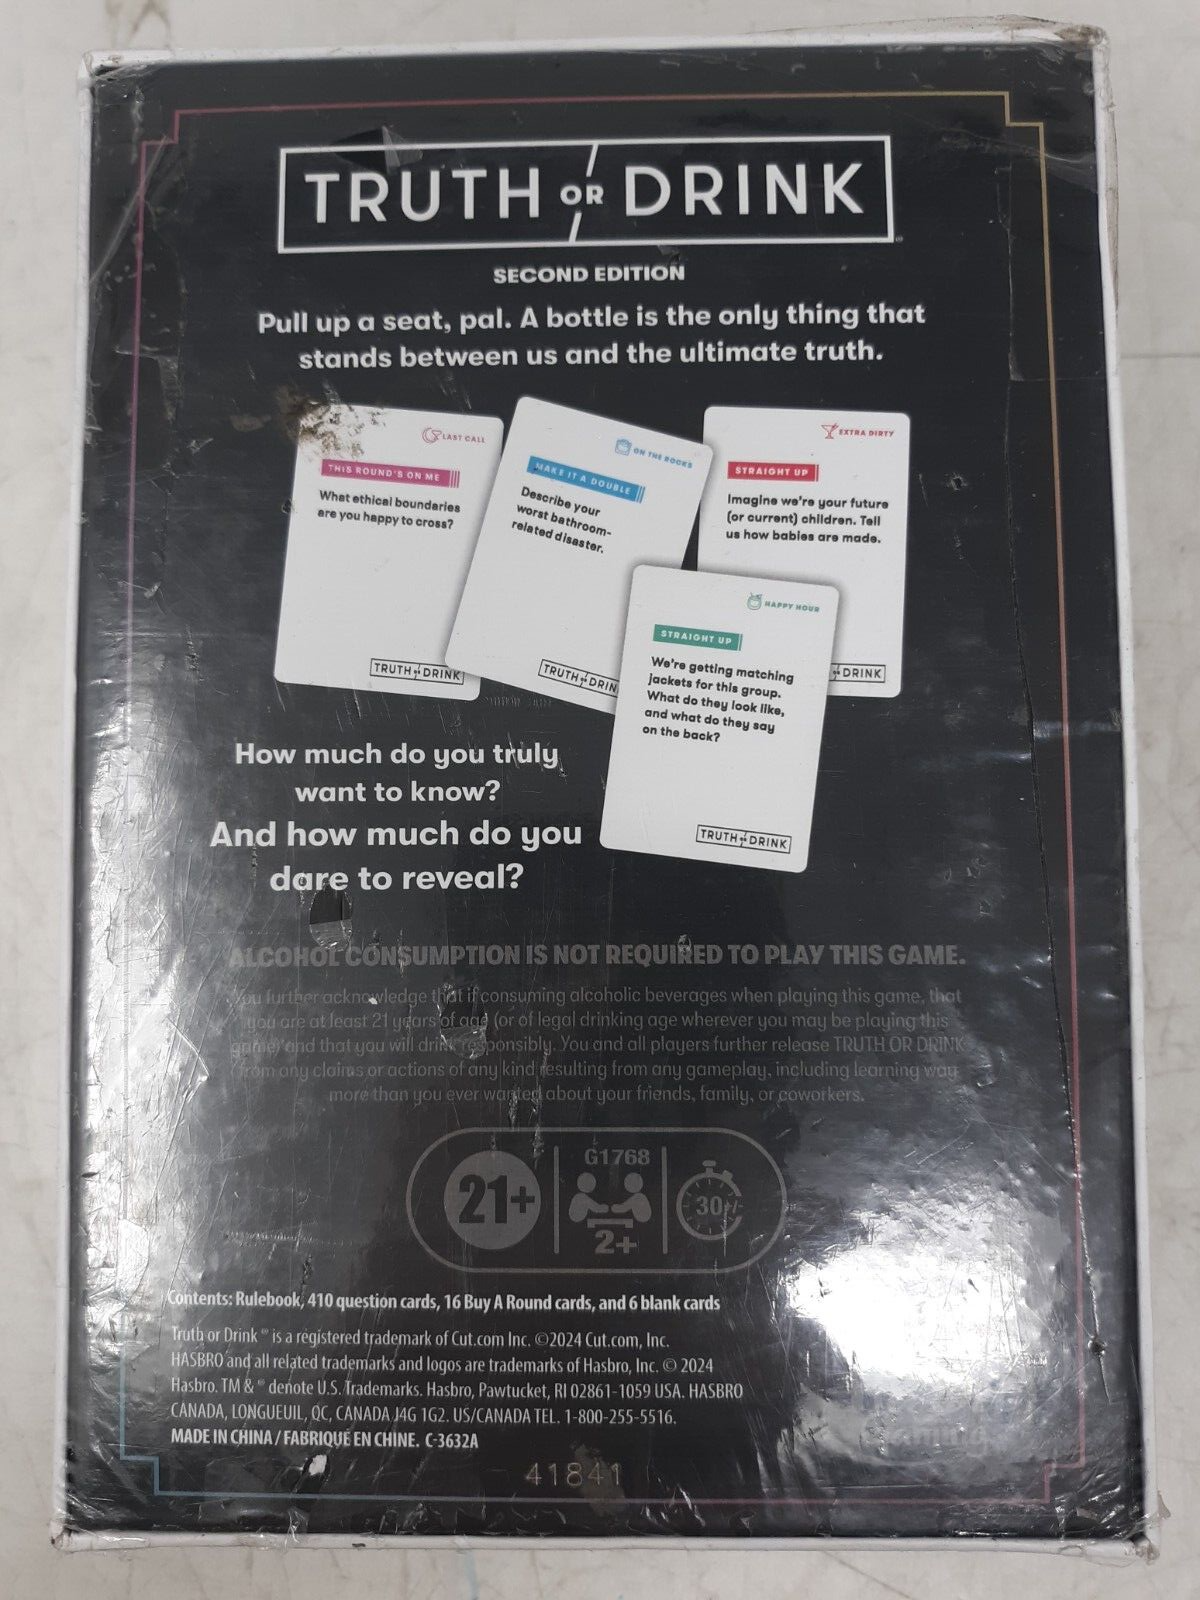 TRUTH OR DRINK
SECOND EDITION
Pull up a seat, pal. A bottle is the only thing that
stands between us and the ultimate truth.
LAST CALL
THIS ROUND'S ON ME
What ethical boundaries
are you happy to cross?
TRUTH OR DRINK
ON THE ROCKS
MAKE IT A DOUBLE
Describe your
worst bathroom-
related disaster.
TRUTH OR DRIN
EXTRA DIRTY
STRAIGHT UP
Imagine we're your future
(or current) children. Tell
us how babies are made.
DRINK
HAPPY HOUR
STRAIGHT UP
We're getting matching
jackets for this group.
What do they look like,
and what do they say
on the back?
TRUTH OR DRINK
How much do you truly
want to know?
And how much do you
dare to reveal?
ALCOHOL CONSUMPTION IS NOT REQUIRED TO PLAY THIS GAME.
You further acknowledge that if consuming alcoholic beverages when playing this game, that
you are at least 21 years of age (or of legal drinking age wherever you may be playing this
game) and that you will drink responsibly. You and all players further release TRUTH OR DRINK
from any claims or actions of any kind resulting from any gameplay, including learning way
more than you ever wanted about your friends, family, or coworkers.
21+
G1768
2+
30+/-
Contents: Rulebook, 410 question cards, 16 Buy A Round cards, and 6 blank cards
Truth or Drink ® is a registered trademark of Cut.com Inc. ©2024 Cut.com, Inc.
HASBRO and all related trademarks and logos are trademarks of Hasbro, Inc. © 2024
Hasbro. TM & ® denote U.S. Trademarks. Hasbro, Pawtucket, RI 02861-1059 USA. HASBRO
CANADA, LONGUEUIL, QC, CANADA J4G 1G2. US/CANADA TEL. 1-800-255-5516.
MADE IN CHINA / FABRIQUÉ EN CHINE. C-3632A
41841